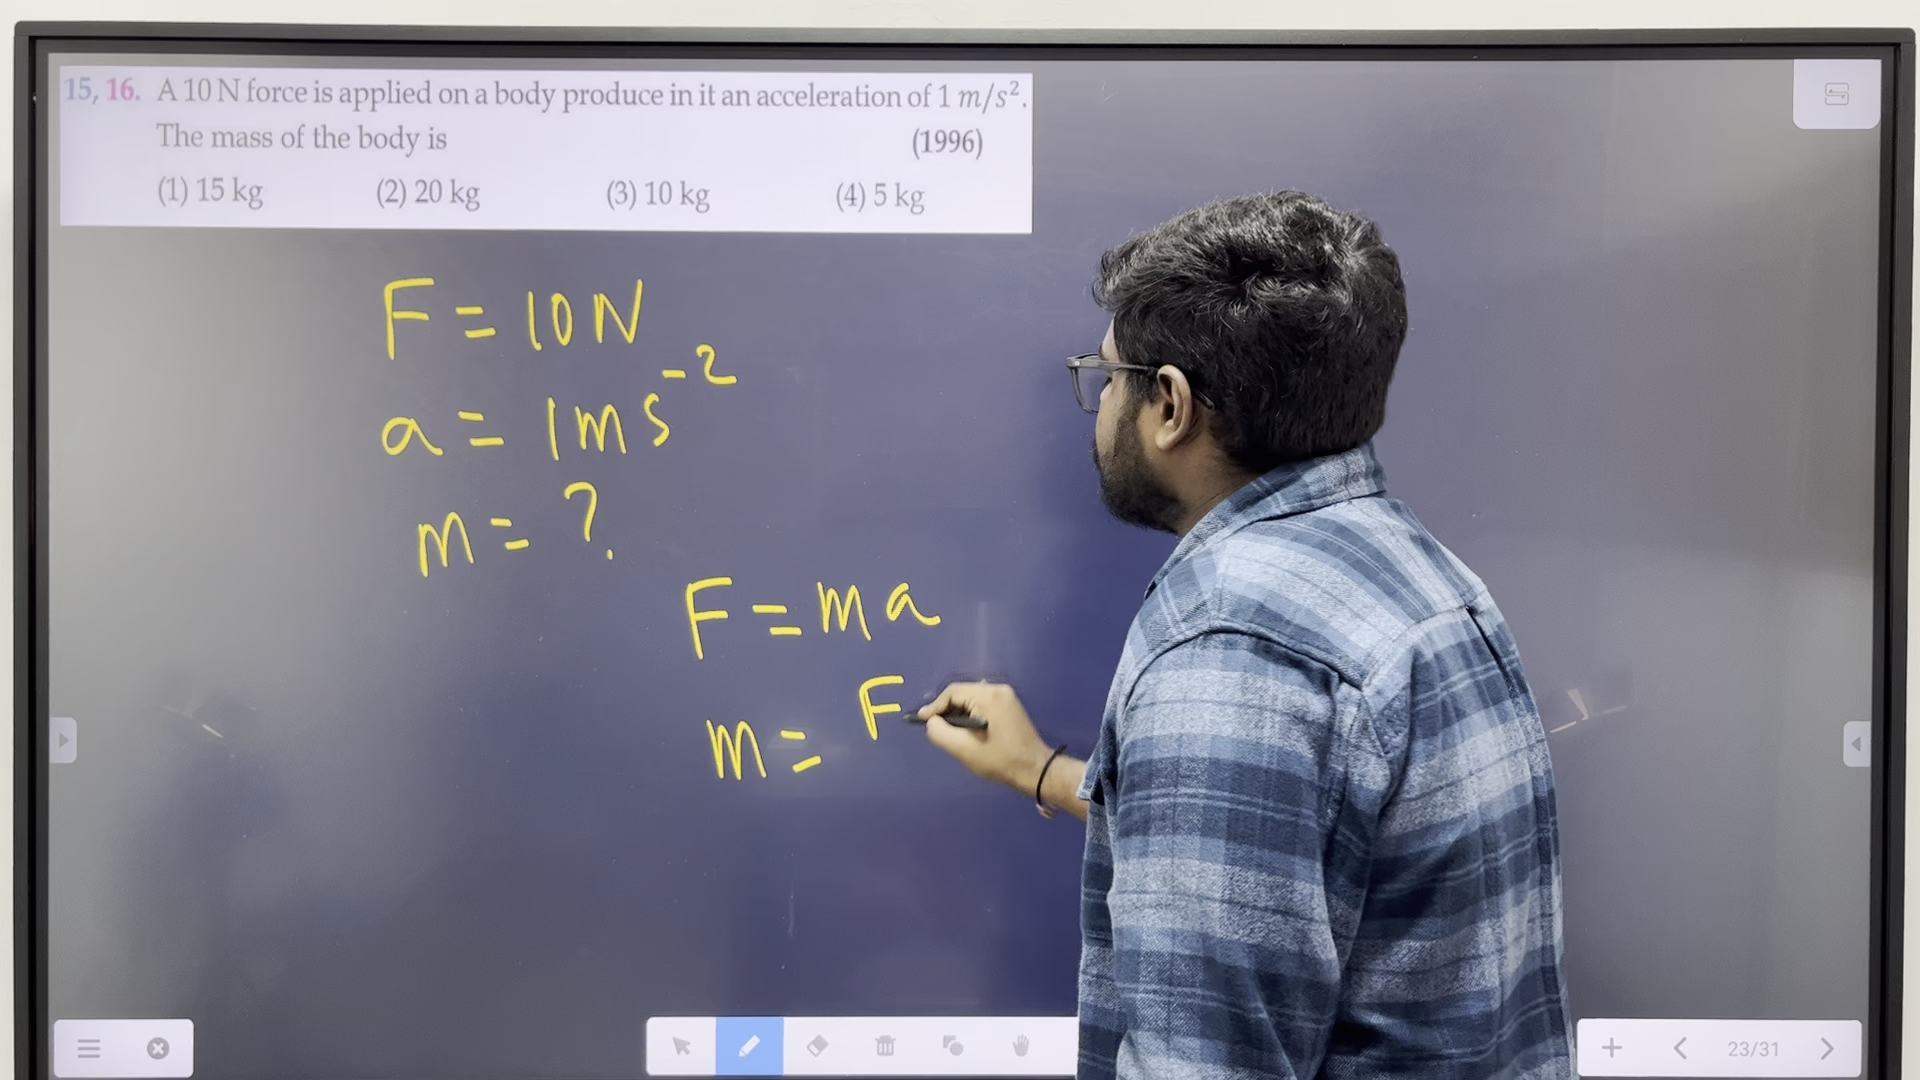 15, 16. A 10 N force is applied on a body produce in it an acceleration of 1 m/s².
The mass of the body is (1996)
(1) 15 kg (2) 20 kg (3) 10 kg (4) 5 kg
F = 10 N
a = 1 m s⁻²
m = ?
F = ma
m = F
23/31